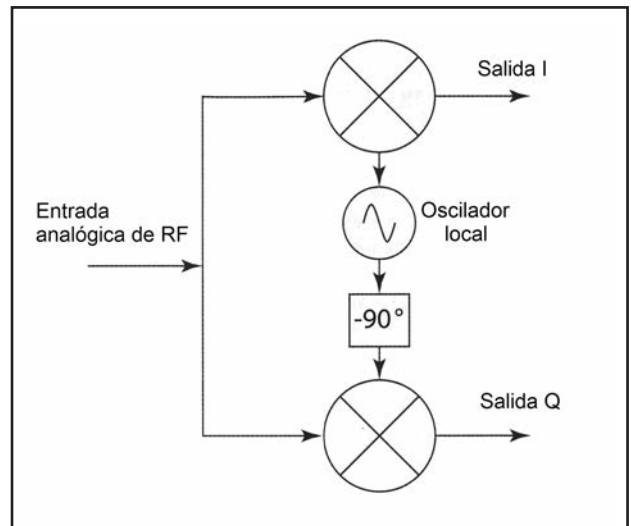 Salida I
Entrada
analógica de RF
Oscilador
local
-90°
Salida Q